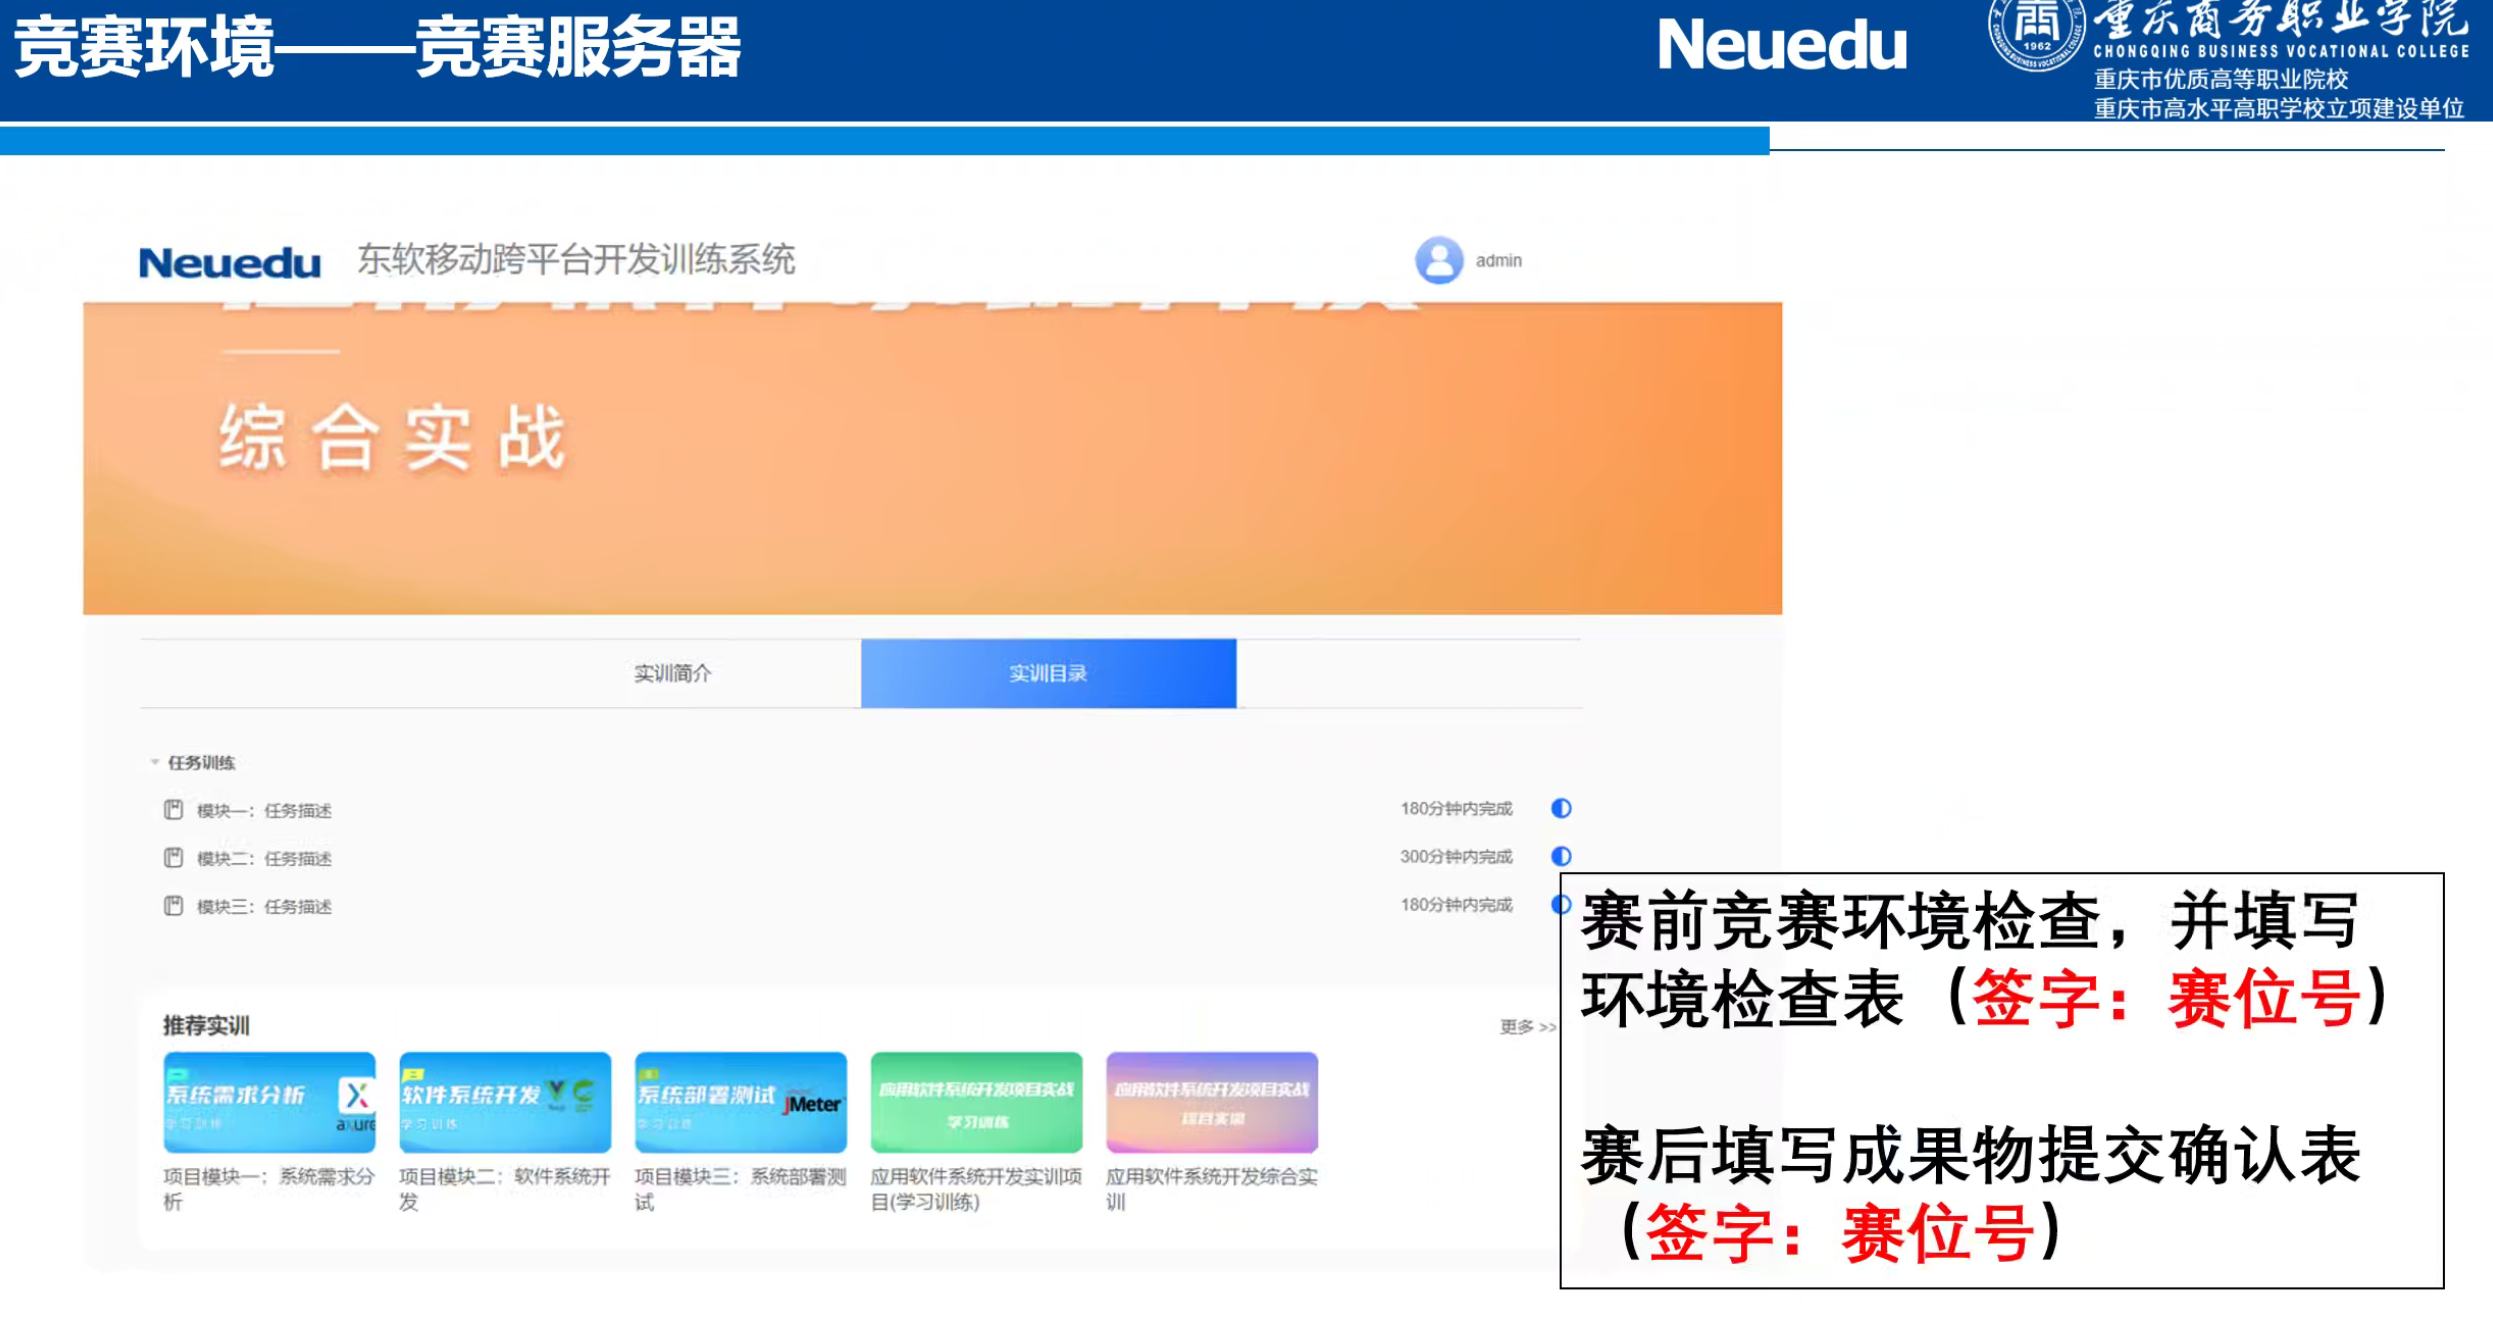 竞赛环境——竞赛服务器
Neuedu
重庆商务职业学院
1962
CHONGQING BUSINESS VOCATIONAL COLLEGE
重庆市优质高等职业院校
重庆市高水平高职学校立项建设单位
Neuedu 东软移动跨平台开发训练系统
admin
综合实战
实训简介
实训目录
任务训练
模块一：任务描述 180分钟内完成
模块二：任务描述 300分钟内完成
模块三：任务描述 180分钟内完成
赛前竞赛环境检查，并填写
环境检查表（签字：赛位号）
赛后填写成果物提交确认表
（签字：赛位号）
推荐实训
更多 >>
系统需求分析
学习训练
软件系统开发
学习训练
系统部署测试
学习训练
JMeter
应用软件系统开发项目实战
学习训练
应用软件系统开发项目实战
项目实训
项目模块一：系统需求分
析
项目模块二：软件系统开
发
项目模块三：系统部署测
试
应用软件系统开发实训项
目(学习训练)
应用软件系统开发综合实
训